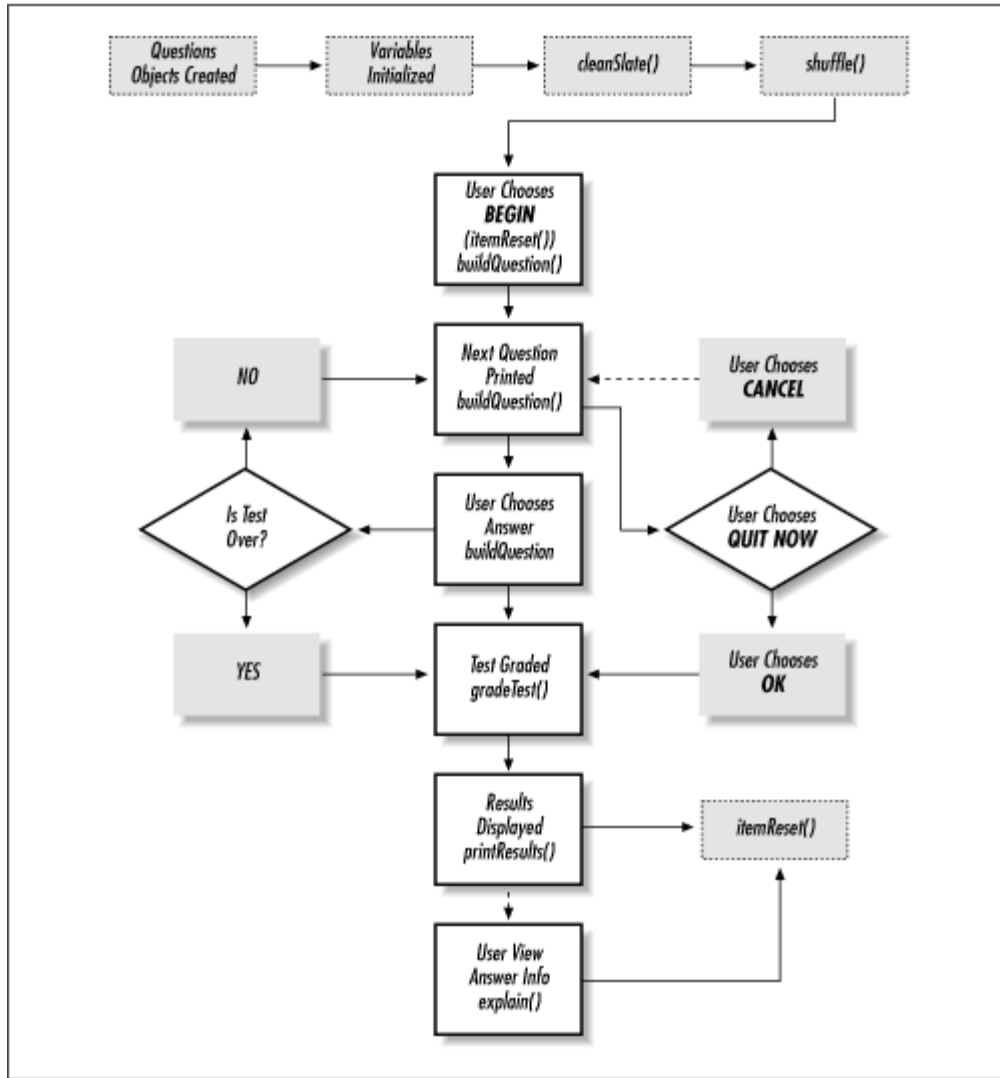 Questions
Objects Created
Variables
Initialized
cleanSlate()
shuffle()
User Chooses
BEGIN
(itemReset())
buildQuestion()
NO
Next Question
Printed
buildQuestion()
User Chooses
CANCEL
Is Test
Over?
User Chooses
Answer
buildQuestion
User Chooses
QUIT NOW
YES
Test Graded
gradeTest()
User Chooses
OK
Results
Displayed
printResults()
itemReset()
User View
Answer Info
explain()